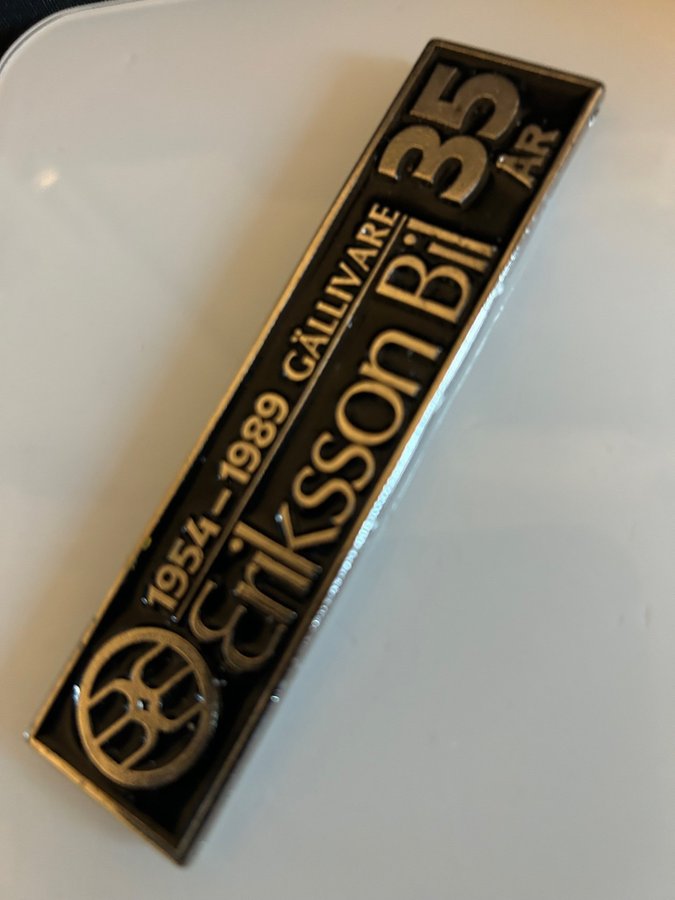 1954-1989 GÄLLIVARE
Eriksson Bil
35
ÅR